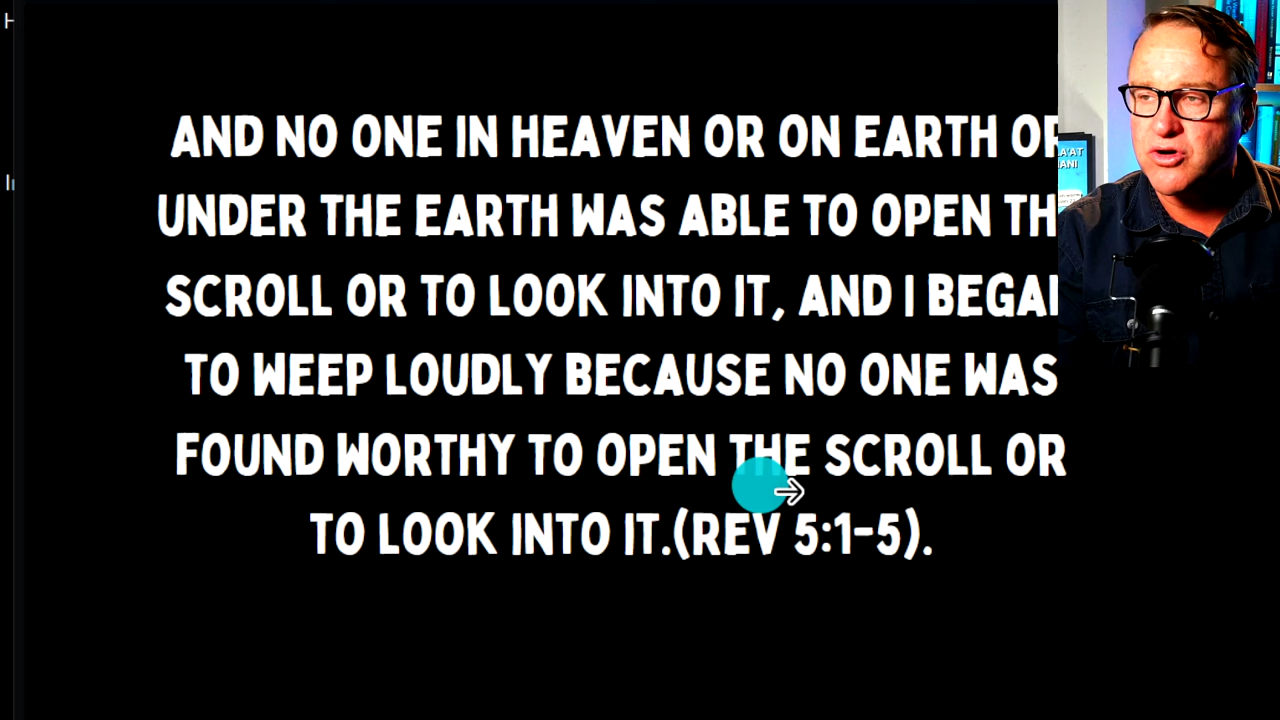 AND NO ONE IN HEAVEN OR ON EARTH
UNDER THE EARTH WAS ABLE TO OPEN
SCROLL OR TO LOOK INTO IT, AND I
TO WEEP LOUDLY BECAUSE NO ONE WAS
FOUND WORTHY TO OPEN THE SCROLL OR
TO LOOK INTO IT.(REV 5:1-5).